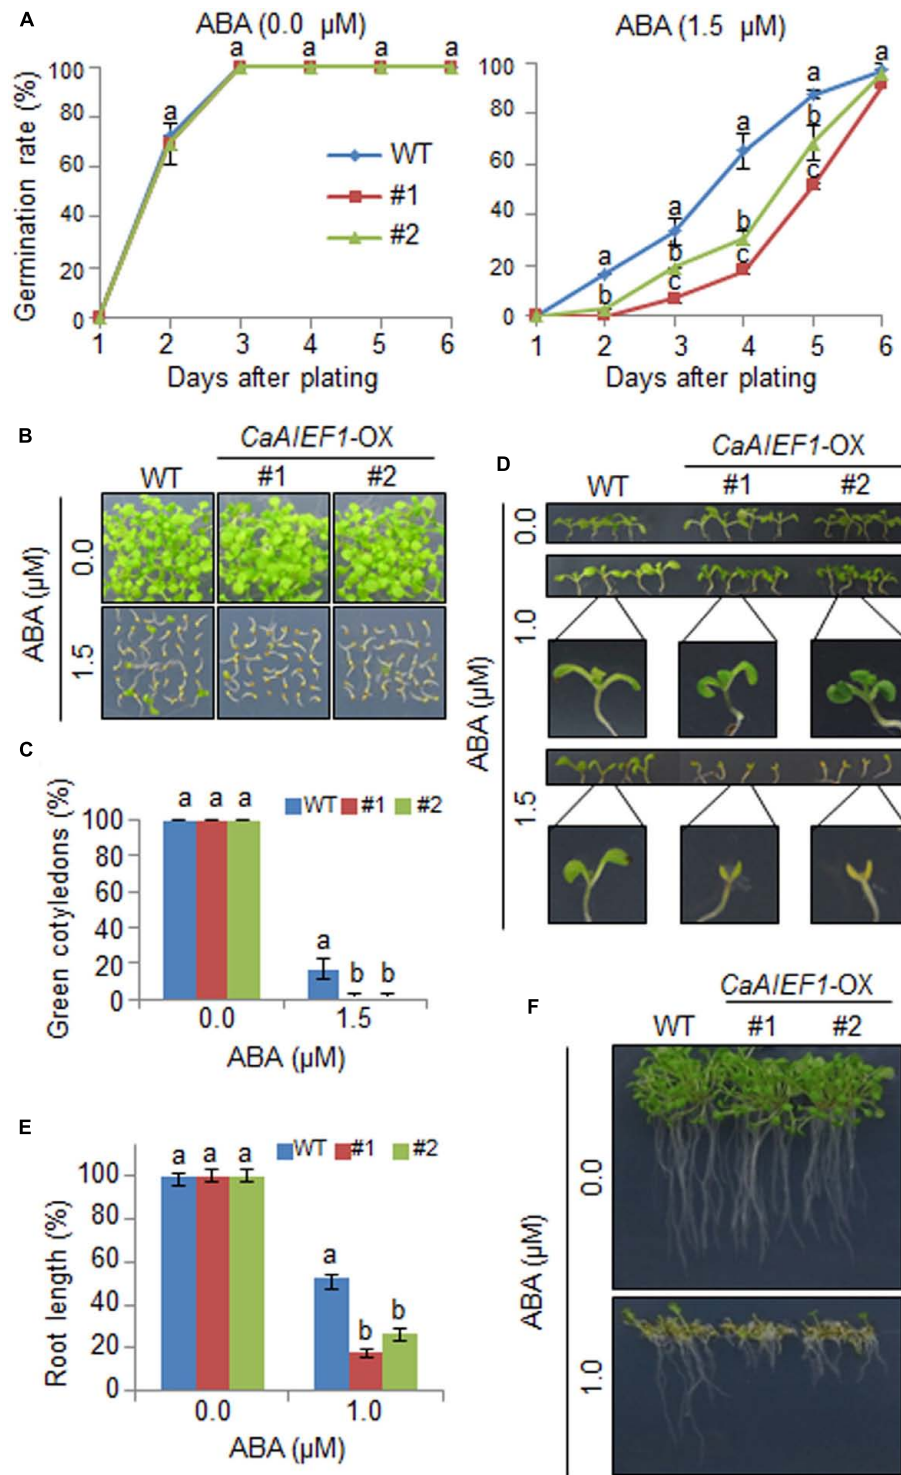 A
ABA (0.0 µM)
ABA (1.5 µM)
Germination rate (%)
100
80
60
40
20
0
a
a
a
a
a
WT
#1
#2
1 2 3 4 5 6
Days after plating
100
80
60
40
20
0
a
b
a
b
c
a
b
c
a
b
c
a
1 2 3 4 5 6
Days after plating
B
CaAIEF1-OX
WT #1 #2
ABA (µM)
0.0
1.5
C
Green cotyledons (%)
100
80
60
40
20
0
a a a
WT #1 #2
a b b
0.0 1.5
ABA (µM)
D
CaAIEF1-OX
WT #1 #2
ABA (µM)
0.0
1.0
1.5
E
Root length (%)
100
80
60
40
20
0
a a a
WT #1 #2
a b b
0.0 1.0
ABA (µM)
F
CaAIEF1-OX
WT #1 #2
ABA (µM)
0.0
1.0